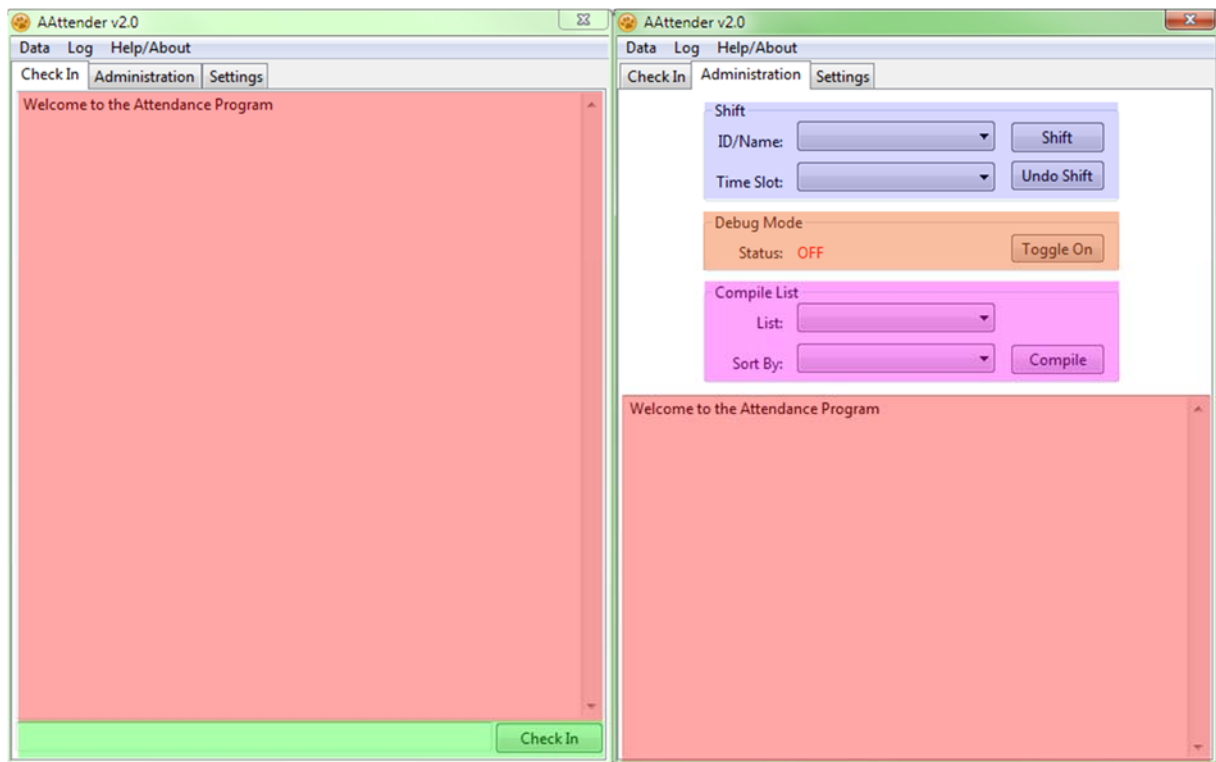 AAttender v2.0
Data Log Help/About
Check In Administration Settings
Welcome to the Attendance Program
Check In
AAttender v2.0
Data Log Help/About
Check In Administration Settings
Shift
ID/Name: Shift
Time Slot: Undo Shift
Debug Mode
Status: OFF Toggle On
Compile List
List:
Sort By: Compile
Welcome to the Attendance Program